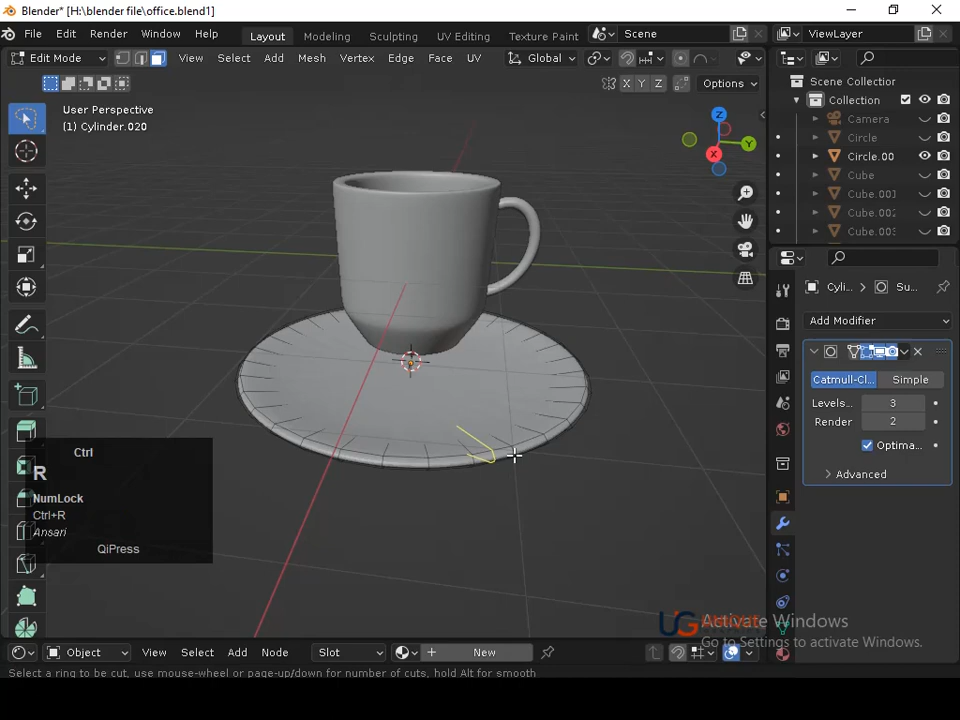 Blender* [H:\blender file\office.blend1]
File Edit Render Window Help Layout Modeling Sculpting UV Editing Texture Paint Scene ViewLayer
Edit Mode View Select Add Mesh Vertex Edge Face UV Global
X Y Z Options
User Perspective
(1) Cylinder.020
Z
Y
X
Scene Collection
Collection
Camera
Circle
Circle.00
Cube
Cube.001
Cube.002
Cube.003
Cyli... > Su...
Add Modifier
Catmull-Cl... Simple
Levels... 3
Render 2
Optima...
Advanced
Ctrl
R
NumLock
Ctrl+R
Ansari
QiPress
UG
Activate Windows
Go to Settings to activate Windows.
Object View Select Add Node Slot New
Select a ring to be cut, use mouse-wheel or page-up/down for number of cuts, hold Alt for smooth